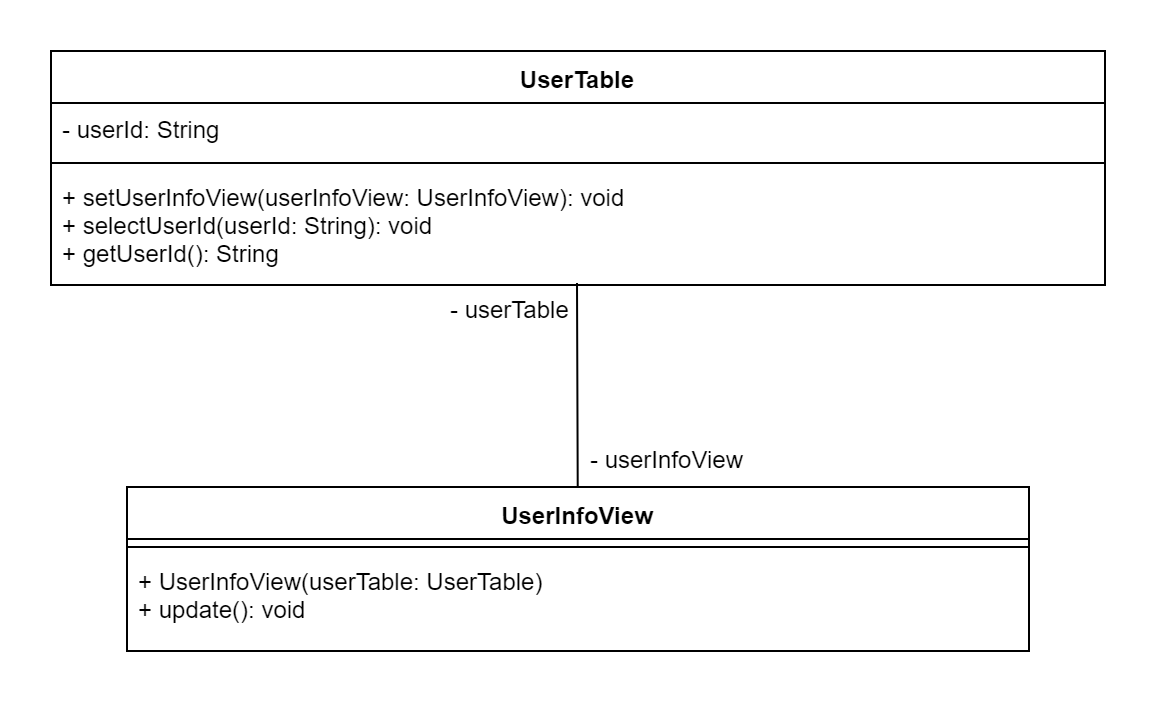 UserTable
- userId: String
+ setUserInfoView(userInfoView: UserInfoView): void
+ selectUserId(userId: String): void
+ getUserId(): String
- userTable
- userInfoView
UserInfoView
+ UserInfoView(userTable: UserTable)
+ update(): void